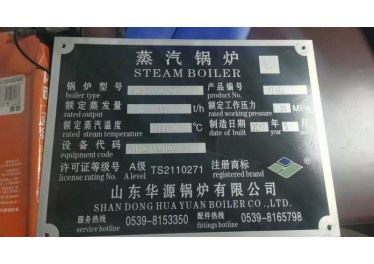 蒸汽锅炉
STEAM BOILER
锅炉型号 产品编号
boiler type product No.
额定蒸发量 t/h 额定工作压力 MPa
rated output rated working pressure
额定蒸汽温度 °C 制造日期 年 月
rated steam temperature date of built
设备代码
equipment code
许可证等级号 A级 TS2110271 注册商标
license rating No. A level registered brand
山东华源锅炉有限公司
SHAN DONG HUA YUAN BOILER CO.,LTD.
服务热线 0539-8153350 配件热线 0539-8165798
service hotline fittings hotline